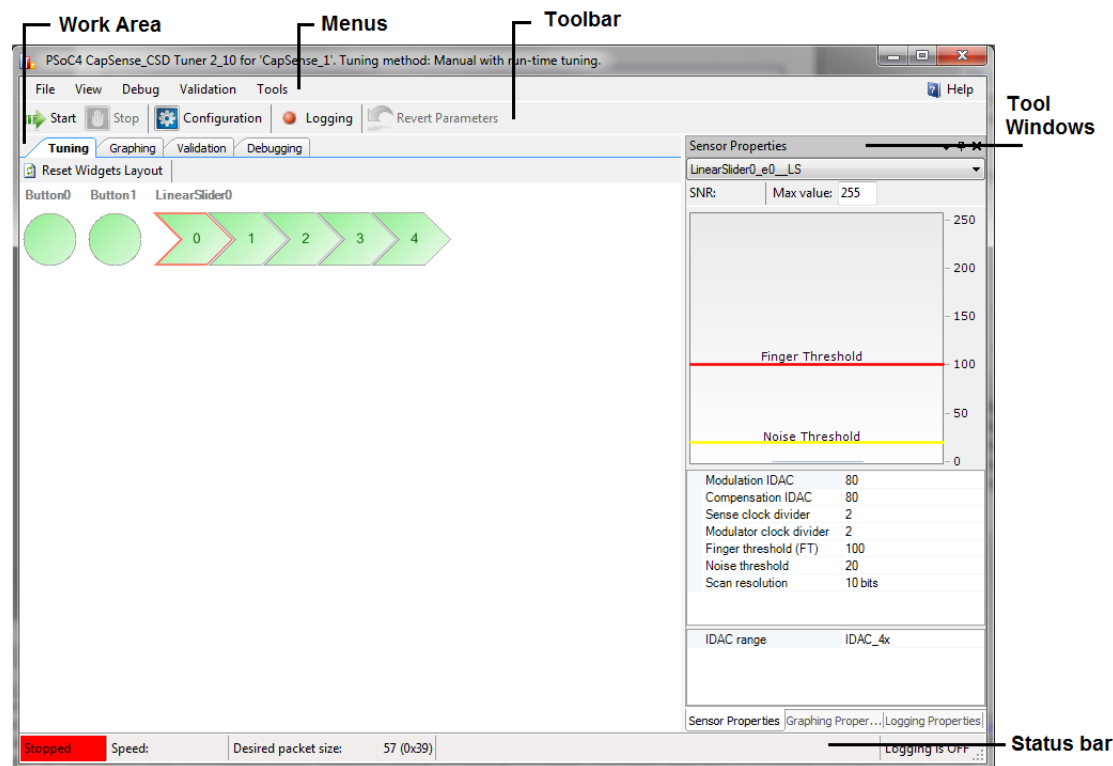 Work Area
Menus
Toolbar
PSoC4 CapSense_CSD Tuner 2_10 for 'CapSense_1'. Tuning method: Manual with run-time tuning.
File View Debug Validation Tools Help
Start Stop Configuration Logging Revert Parameters
Tool
Windows
Tuning Graphing Validation Debugging
Reset Widgets Layout
Button0 Button1 LinearSlider0
0 1 2 3 4
Sensor Properties
LinearSlider0_e0__LS
SNR: Max value: 255
250
200
150
Finger Threshold
100
50
Noise Threshold
0
Modulation IDAC 80
Compensation IDAC 80
Sense clock divider 2
Modulator clock divider 2
Finger threshold (FT) 100
Noise threshold 20
Scan resolution 10 bits
IDAC range IDAC_4x
Sensor Properties Graphing Proper... Logging Properties
Stopped Speed: Desired packet size: 57 (0x39) Logging is OFF
Status bar